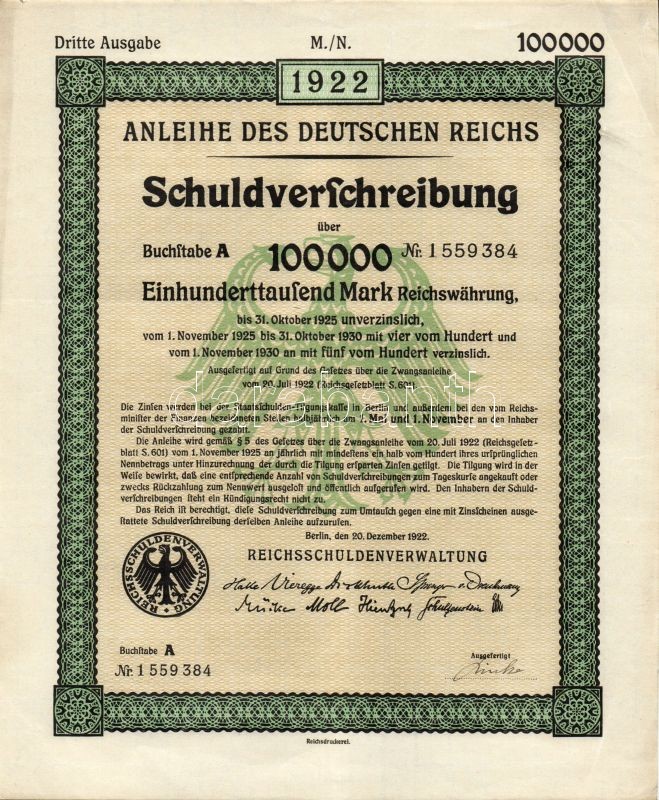 Dritte Ausgabe M./N. 100000
1922
ANLEIHE DES DEUTSCHEN REICHS
Schuldverſchreibung
über
Buchſtabe A 100000 Nr. 1559384
Einhunderttauſend Mark Reichswährung,
bis 31. Oktober 1925 unverzinslich,
vom 1. November 1925 bis 31. Oktober 1930 mit vier vom Hundert und
vom 1. November 1930 an mit fünf vom Hundert verzinslich.
Ausgefertigt auf Grund des Geſetzes über die Zwangsanleihe
vom 20. Juli 1922 (Reichsgeſetzblatt S. 601).
Die Zinſen werden bei der Staatsſchulden-Tilgungskaſſe in Berlin und außerdem bei den vom Reichs-
miniſter der Finanzen bezeichneten Stellen halbjährlich am 1. Mai und 1. November an den Inhaber
der Schuldverſchreibung gezahlt.
Die Anleihe wird gemäß § 5 des Geſetzes über die Zwangsanleihe vom 20. Juli 1922 (Reichsgeſetz-
blatt S. 601) vom 1. November 1925 an jährlich mit mindeſtens ein halb vom Hundert ihres urſprünglichen
Nennbetrags unter Hinzurechnung der durch die Tilgung erſparten Zinſen getilgt. Die Tilgung wird in der
Weiſe bewirkt, daß eine entſprechende Anzahl von Schuldverſchreibungen zum Tageskurſe angekauft oder
zwecks Rückzahlung zum Nennwert ausgeloſt und öffentlich aufgerufen wird. Den Inhabern der Schuld-
verſchreibungen ſteht ein Kündigungsrecht nicht zu.
Das Reich iſt berechtigt, dieſe Schuldverſchreibung zum Umtauſch gegen eine mit Zinsſcheinen ausge-
ſtattete Schuldverſchreibung derſelben Anleihe aufzurufen.
Berlin, den 20. Dezember 1922.
REICHSSCHULDENVERWALTUNG
REICHSSCHULDENVERWALTUNG
Halle Vieregge
Müller Moll
Buchſtabe A
Nr. 1559384
Ausgefertigt
Reichsdruckerei.